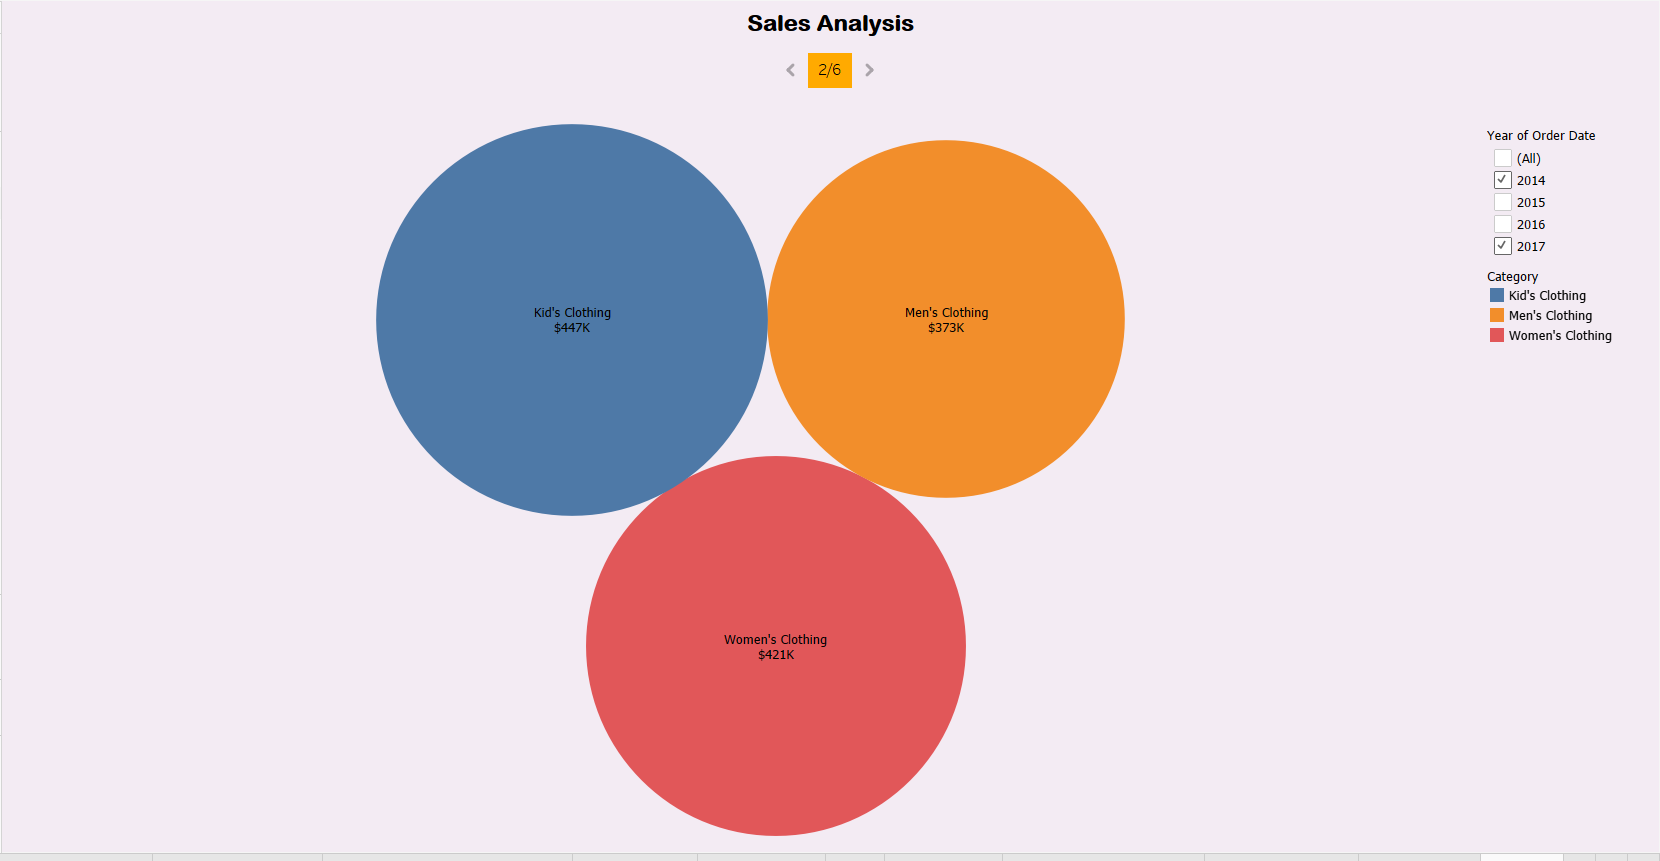 Sales Analysis
2/6
Kid's Clothing
$447K
Men's Clothing
$373K
Women's Clothing
$421K
Year of Order Date
(All)
2014
2015
2016
2017
Category
Kid's Clothing
Men's Clothing
Women's Clothing